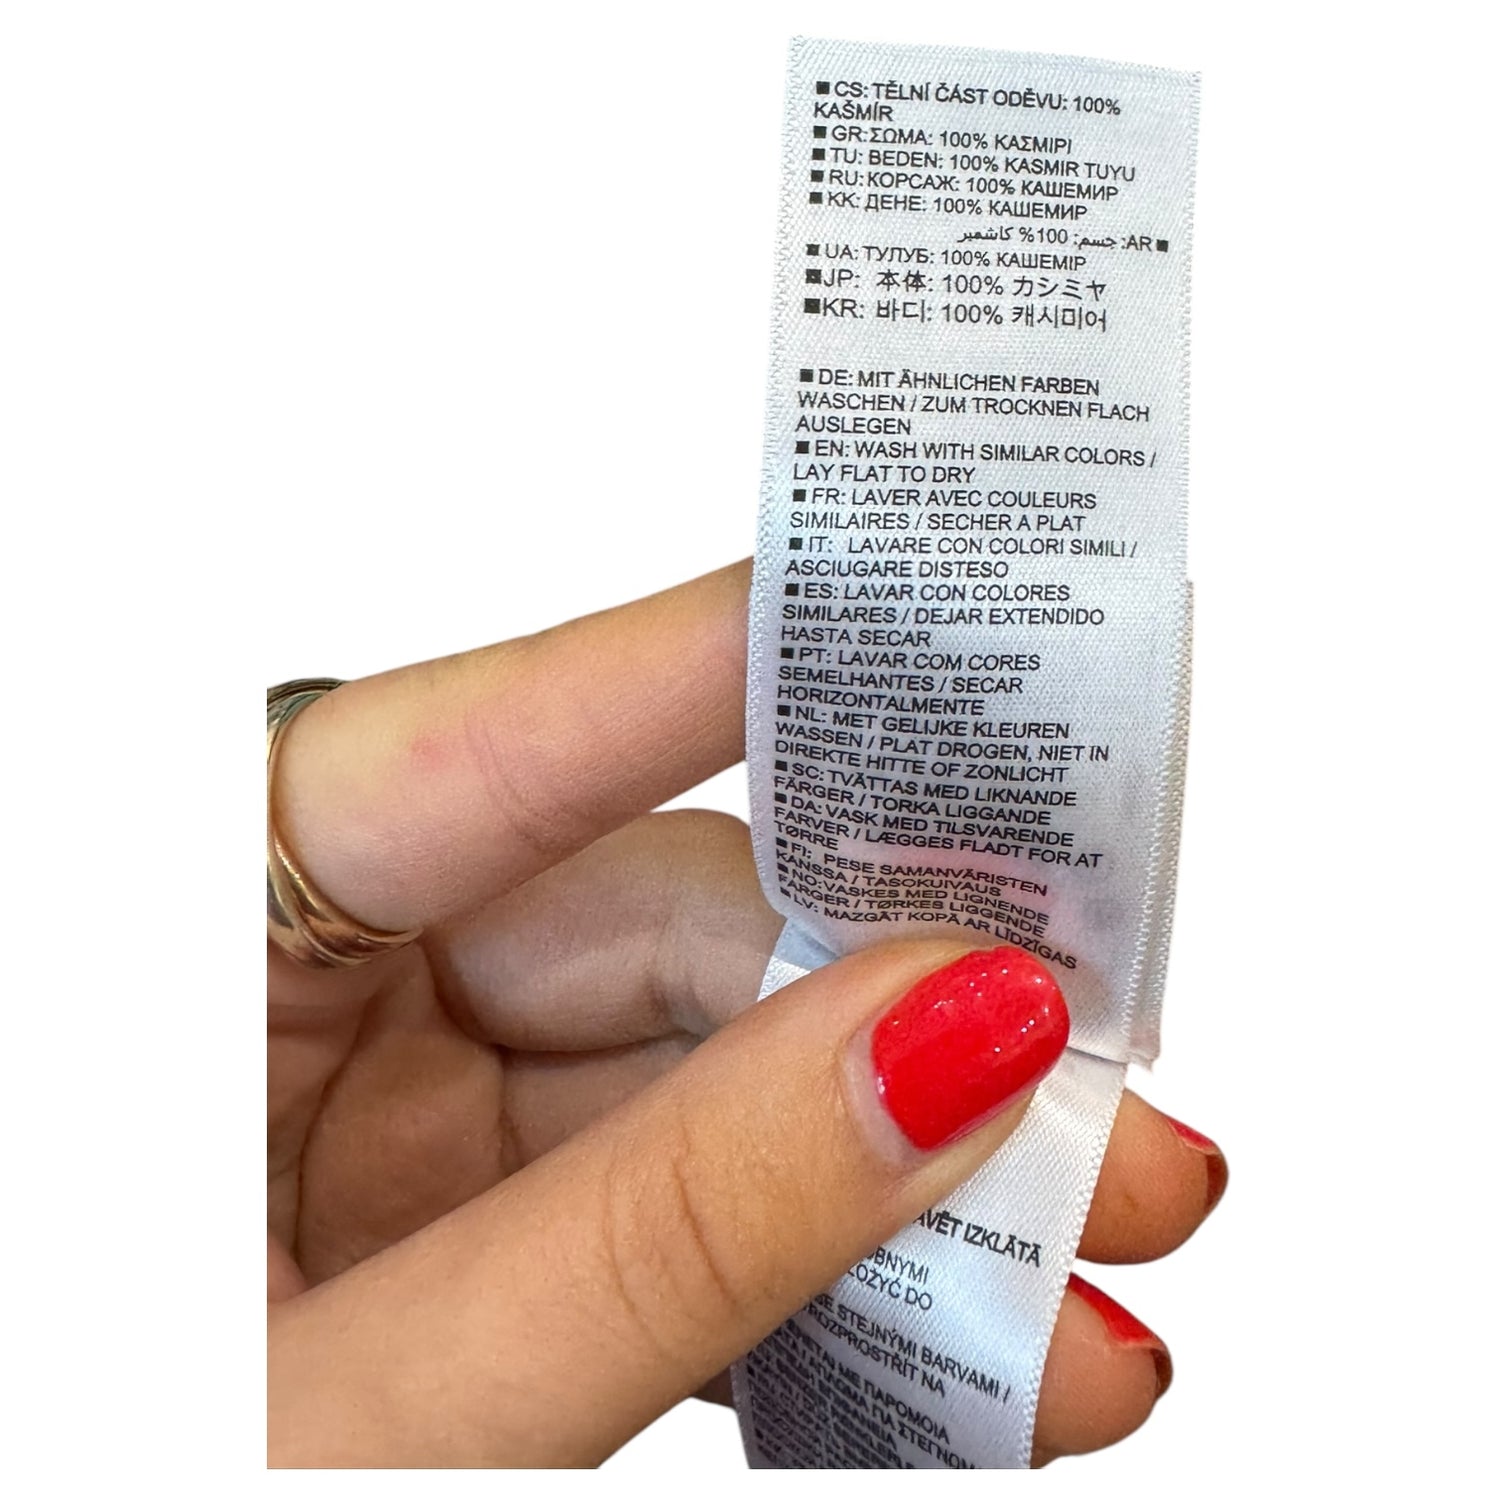 ■ CS: TĚLNÍ ČÁST ODĚVU: 100%
KAŠMÍR
■ GR: ΣΩΜΑ: 100% ΚΑΣΜΙΡΙ
■ TU: BEDEN: 100% KASMIR TUYU
■ RU: КОРСАЖ: 100% КАШЕМИР
■ KK: ДЕНЕ: 100% КАШЕМИР
■ AR: جسم: 100% كاشمير
■ UA: ТУЛУБ: 100% КАШЕМІР
■ JP: 本体: 100% カシミヤ
■ KR: 바디: 100% 캐시미어
■ DE: MIT ÄHNLICHEN FARBEN
WASCHEN / ZUM TROCKNEN FLACH
AUSLEGEN
■ EN: WASH WITH SIMILAR COLORS /
LAY FLAT TO DRY
■ FR: LAVER AVEC COULEURS
SIMILAIRES / SECHER A PLAT
■ IT: LAVARE CON COLORI SIMILI /
ASCIUGARE DISTESO
■ ES: LAVAR CON COLORES
SIMILARES / DEJAR EXTENDIDO
HASTA SECAR
■ PT: LAVAR COM CORES
SEMELHANTES / SECAR
HORIZONTALMENTE
■ NL: MET GELIJKE KLEUREN
WASSEN / PLAT DROGEN, NIET IN
DIREKTE HITTE OF ZONLICHT
■ SC: TVÄTTAS MED LIKNANDE
FÄRGER / TORKA LIGGANDE
■ DA: VASK MED TILSVARENDE
FARVER / LÆGGES FLADT FOR AT
TØRRE
■ FI: PESE SAMANVÄRISTEN
KANSSA / TASOKUIVAUS
■ NO: VASKES MED LIGNENDE
FARGER / TØRKES LIGGENDE
■ LV: MAZGĀT KOPĀ AR LĪDZĪGAS
IZKLĀTĀ
DO
STEJNÝMI BARVAMI /
ROZPROSTŘIT NA
ΜΕ ΠΑΡΟΜΟΙΑ
ΓΙΑ